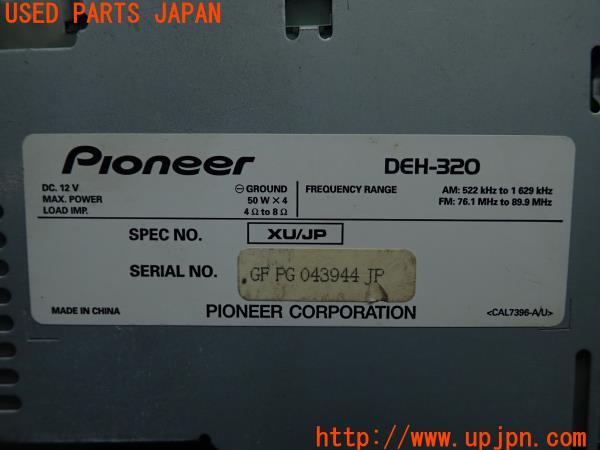 USED PARTS JAPAN
Pioneer DEH-320
DC. 12 V ⊖ GROUND FREQUENCY RANGE AM: 522 kHz to 1 629 kHz
MAX. POWER 50 W × 4 FM: 76.1 MHz to 89.9 MHz
LOAD IMP. 4 Ω to 8 Ω
SPEC NO. XU/JP
SERIAL NO. GF PG 043944 JP
MADE IN CHINA PIONEER CORPORATION <CAL7396-A/U>
http://www.upjpn.com/